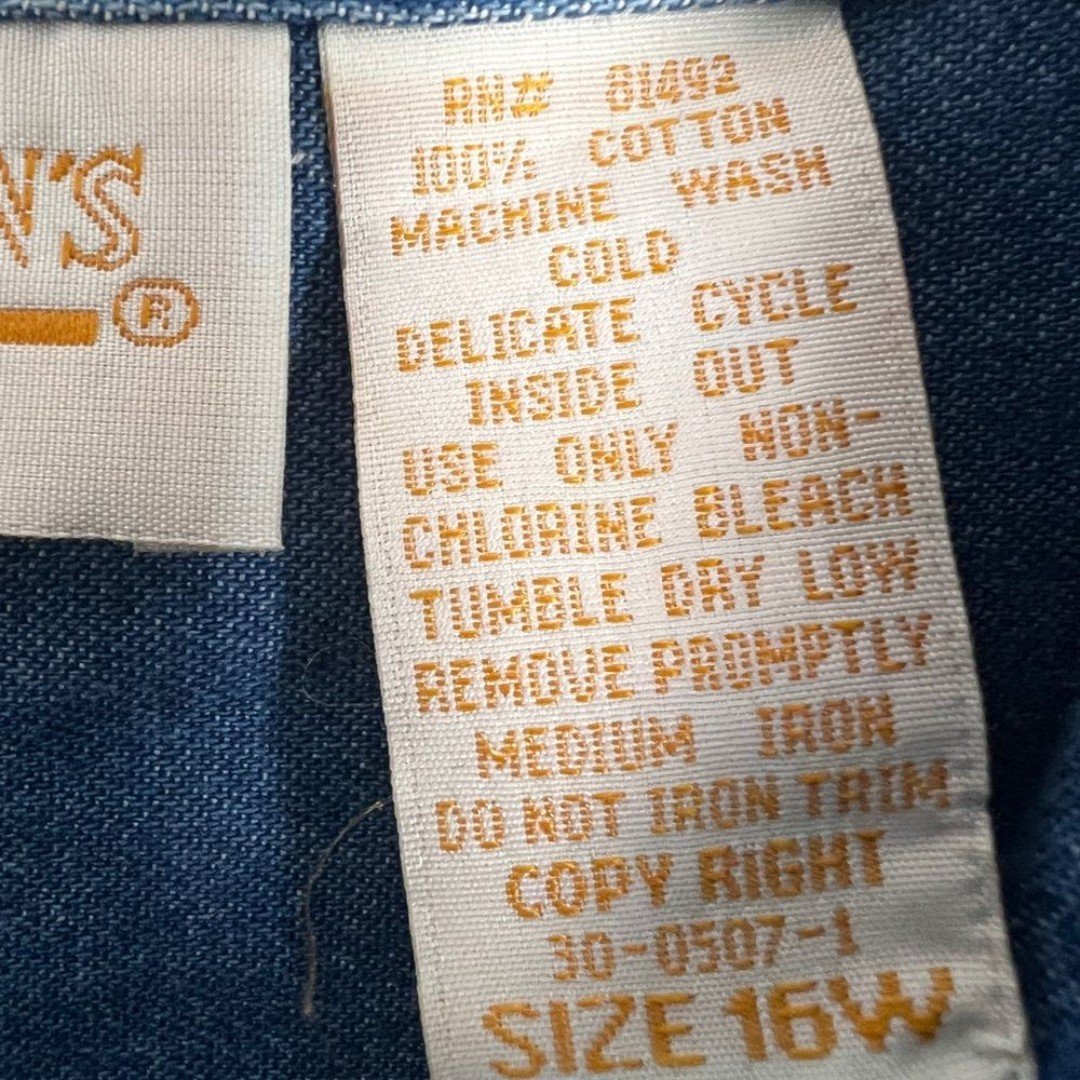 N'S
®
RN# 81492
100% COTTON
MACHINE WASH
COLD
DELICATE CYCLE
INSIDE OUT
USE ONLY NON-
CHLORINE BLEACH
TUMBLE DRY LOW
REMOVE PROMPTLY
MEDIUM IRON
DO NOT IRON TRIM
COPY RIGHT
30-0507-1
SIZE 16W